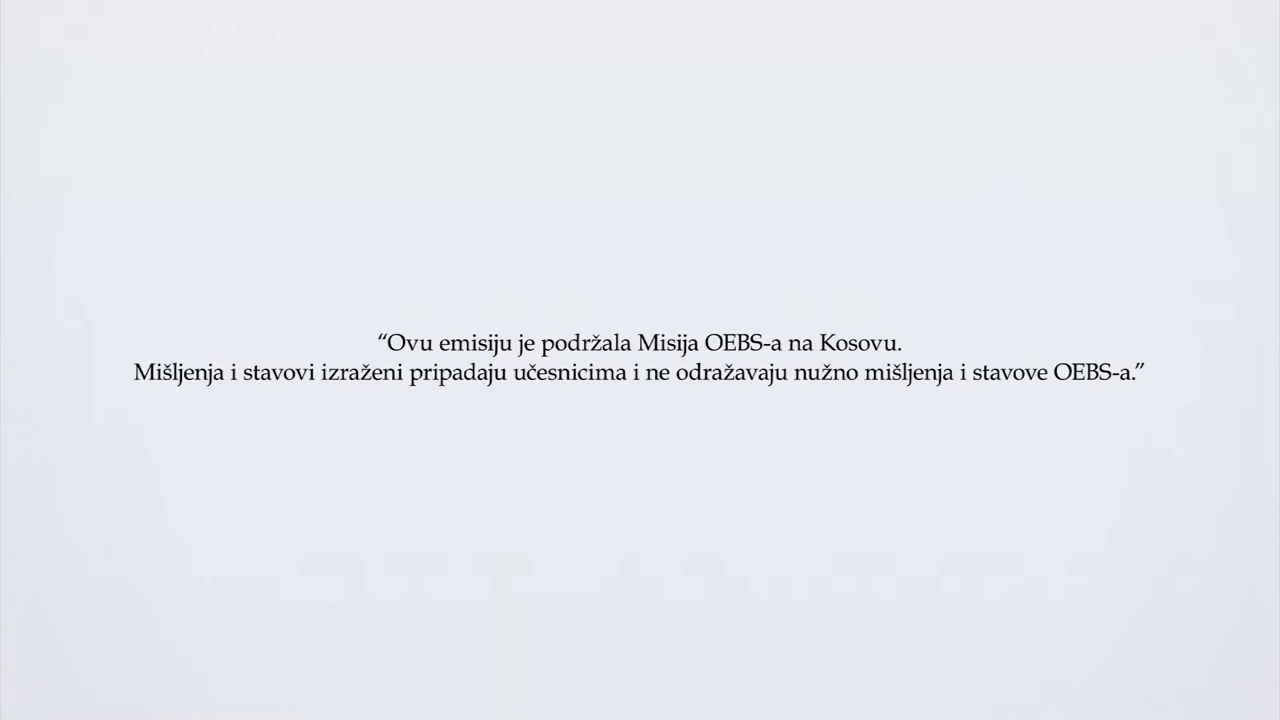 “Ovu emisiju je podržala Misija OEBS-a na Kosovu.
Mišljenja i stavovi izraženi pripadaju učesnicima i ne odražavaju nužno mišljenja i stavove OEBS-a.”